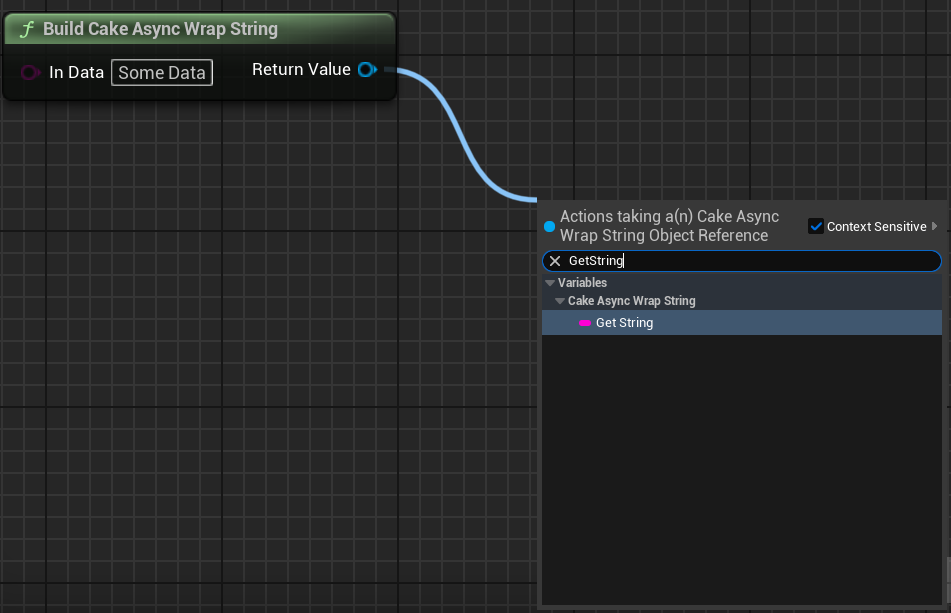 f Build Cake Async Wrap String
In Data Some Data Return Value
Actions taking a(n) Cake Async
Wrap String Object Reference
Context Sensitive
GetString
Variables
Cake Async Wrap String
Get String